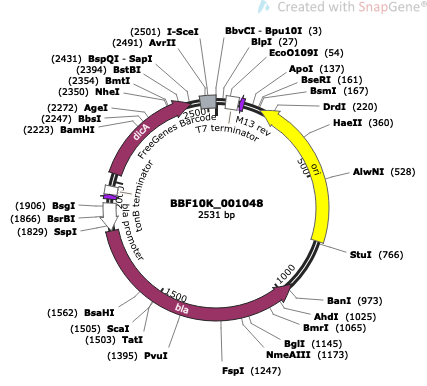 Created with SnapGene®
(2501) I-SceI
(2491) AvrII
(2431) BspQI - SapI
(2394) BstBI
(2354) BmtI
(2350) NheI
(2272) AgeI
(2247) BbsI
(2223) BamHI
BbvCI - Bpu10I (3)
BlpI (27)
EcoO109I (54)
ApoI (137)
BseRI (161)
BsmI (167)
DrdI (220)
HaeII (360)
AlwNI (528)
StuI (766)
BanI (973)
AhdI (1025)
BmrI (1065)
BglI (1145)
NmeAIII (1173)
FspI (1247)
(1395) PvuI
(1503) TatI
(1505) ScaI
(1562) BsaHI
(1829) SspI
(1866) BsrBI
(1906) BsgI
2500
500
1000
1500
FreeGenes Barcode
T7 terminator
M13 rev
ori
bla
bla promoter
tonB terminator
dicA
BBF10K_001048
2531 bp